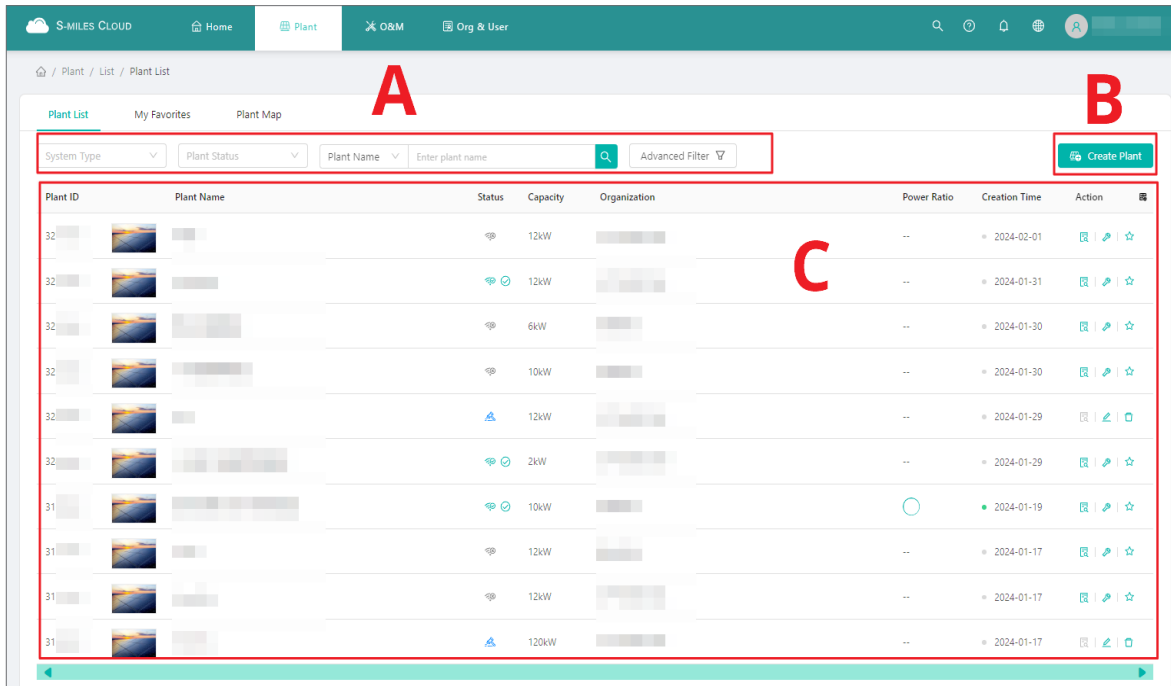 S-MILES CLOUD Home Plant O&M Org & User A
/ Plant / List / Plant List
A
B
Plant List My Favorites Plant Map
System Type Plant Status Plant Name Enter plant name Advanced Filter Create Plant
Plant ID Plant Name Status Capacity Organization Power Ratio Creation Time Action
32 12kW -- 2024-02-01
C
32 12kW -- 2024-01-31
32 6kW -- 2024-01-30
32 10kW -- 2024-01-30
32 12kW -- 2024-01-29
32 2kW -- 2024-01-29
31 10kW 2024-01-19
31 12kW -- 2024-01-17
31 12kW -- 2024-01-17
31 120kW -- 2024-01-17